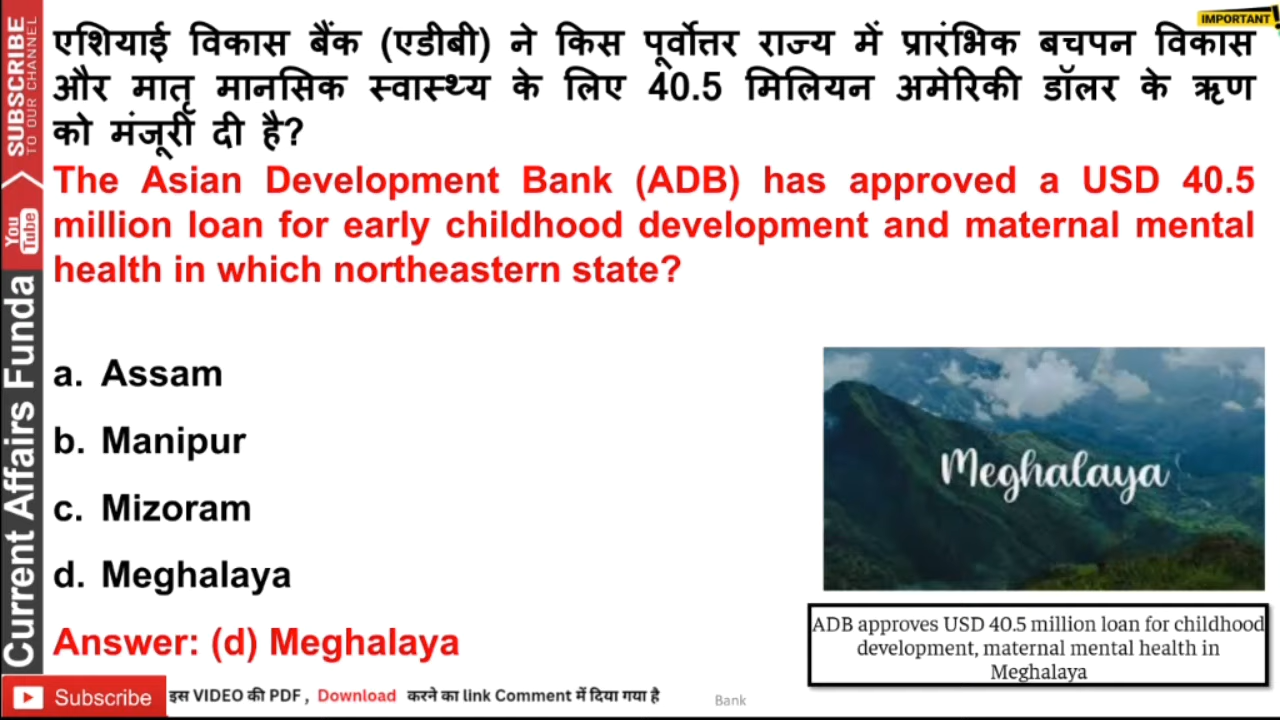 IMPORTANT
SUBSCRIBE
TO OUR CHANNEL
You Tube
Current Affairs Funda
एशियाई विकास बैंक (एडीबी) ने किस पूर्वोत्तर राज्य में प्रारंभिक बचपन विकास
और मातृ मानसिक स्वास्थ्य के लिए 40.5 मिलियन अमेरिकी डॉलर के ऋण
को मंजूरी दी है?
The Asian Development Bank (ADB) has approved a USD 40.5
million loan for early childhood development and maternal mental
health in which northeastern state?
a. Assam
b. Manipur
c. Mizoram
d. Meghalaya
Answer: (d) Meghalaya
Meghalaya
ADB approves USD 40.5 million loan for childhood
development, maternal mental health in
Meghalaya
Subscribe
इस VIDEO की PDF , Download करने का link Comment में दिया गया है
Bank